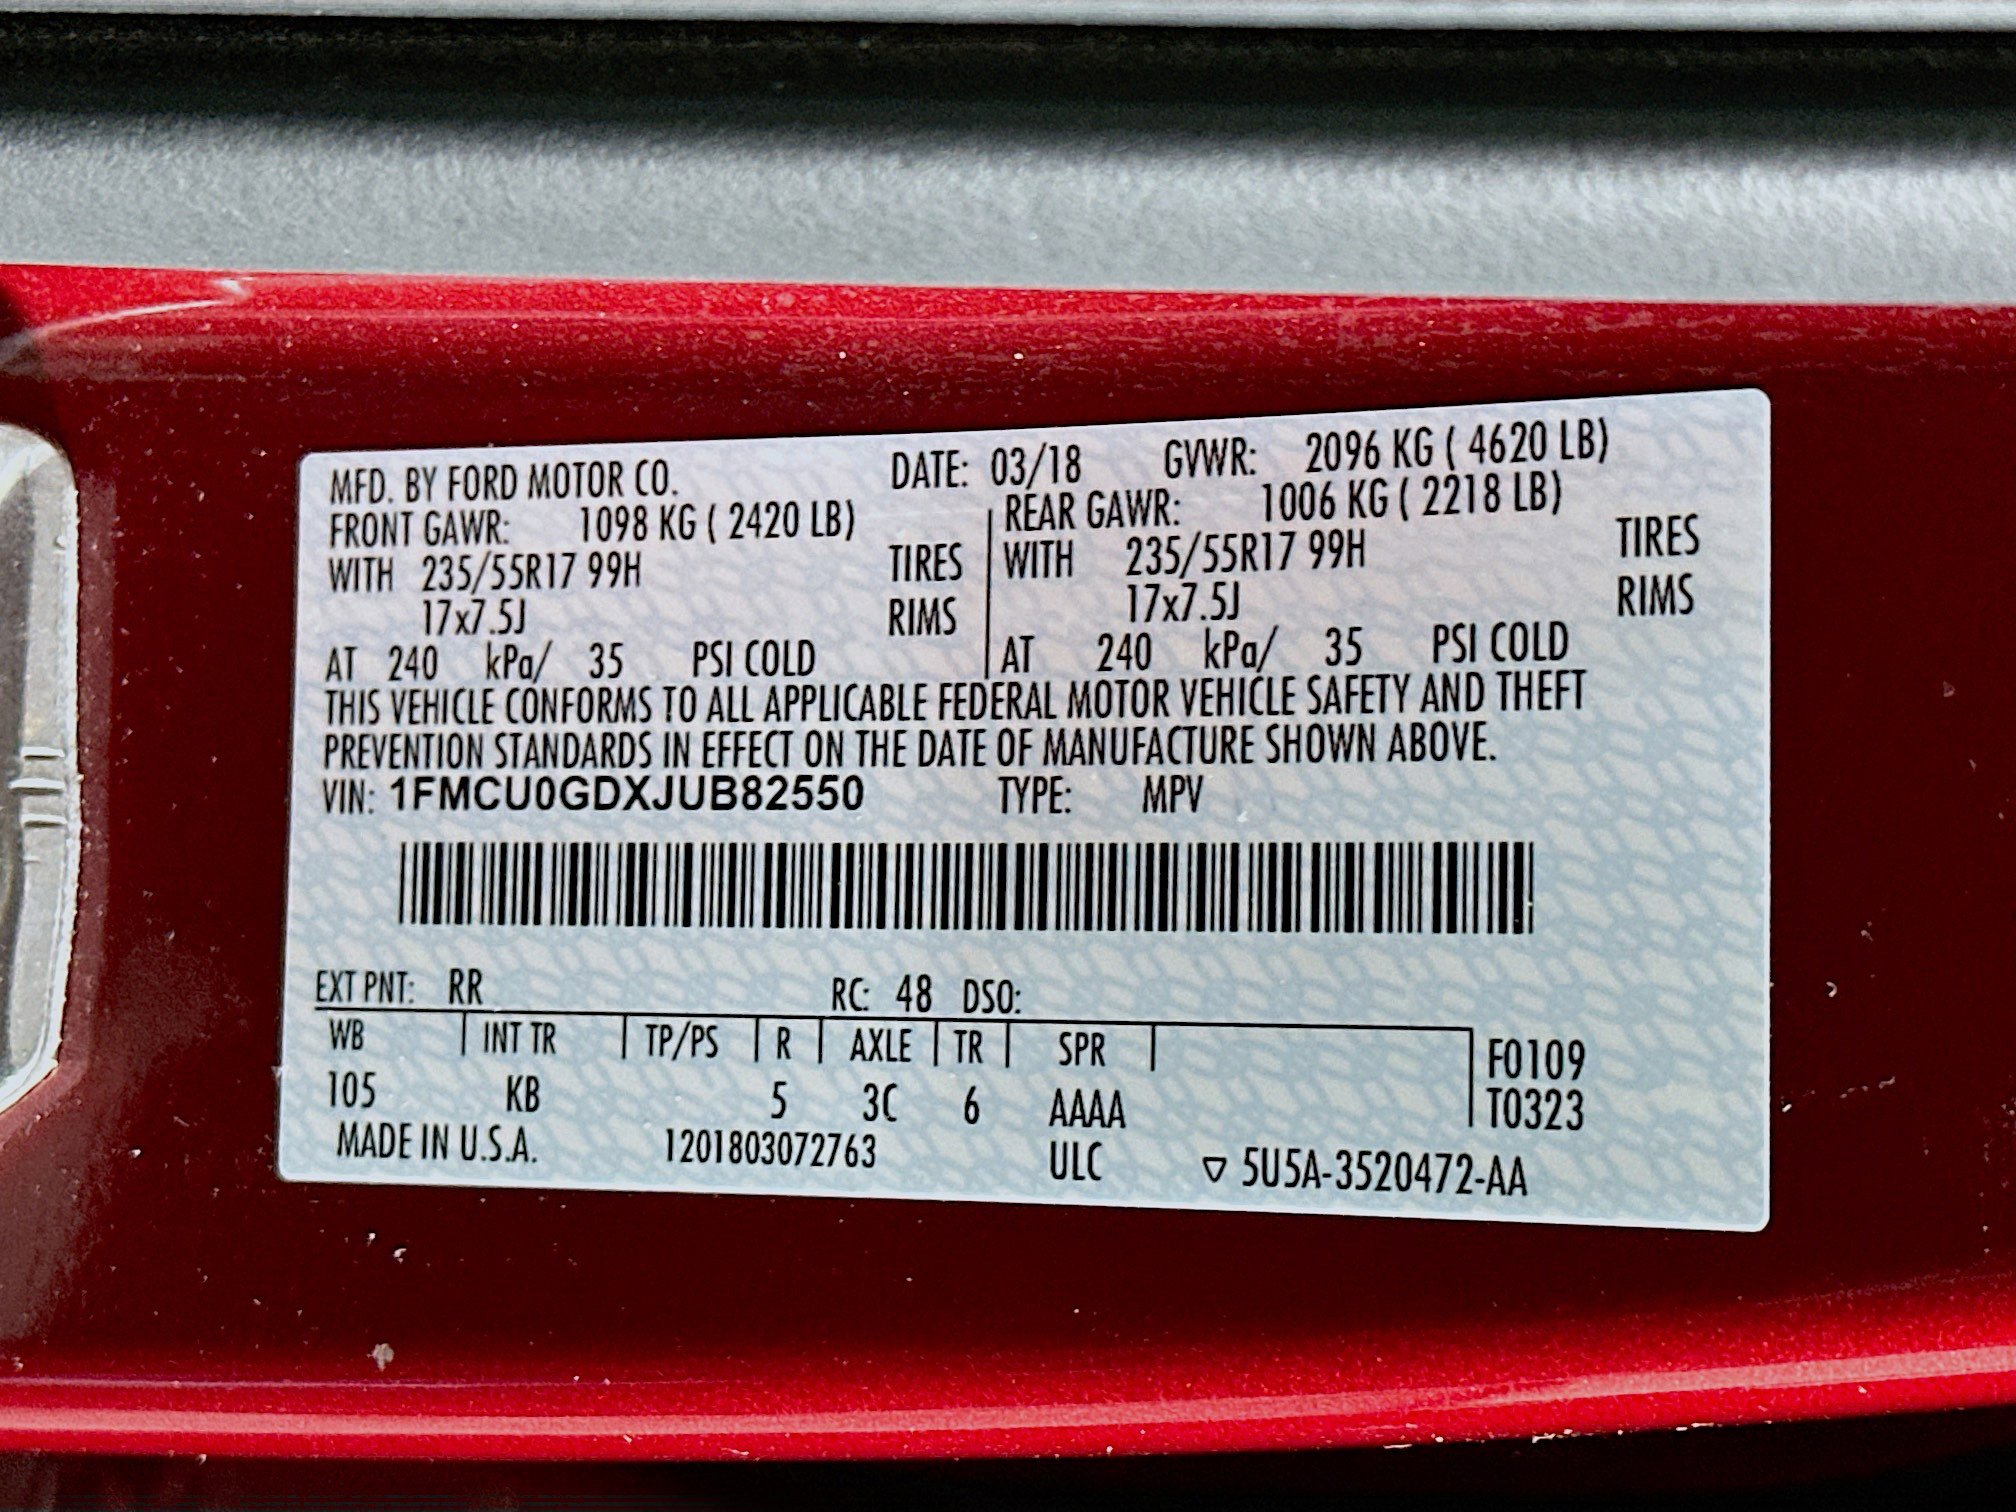 MFD. BY FORD MOTOR CO. DATE: 03/18 GVWR: 2096 KG ( 4620 LB)
FRONT GAWR: 1098 KG ( 2420 LB) REAR GAWR: 1006 KG ( 2218 LB)
WITH 235/55R17 99H TIRES WITH 235/55R17 99H TIRES
17x7.5J RIMS 17x7.5J RIMS
AT 240 kPa/ 35 PSI COLD AT 240 kPa/ 35 PSI COLD
THIS VEHICLE CONFORMS TO ALL APPLICABLE FEDERAL MOTOR VEHICLE SAFETY AND THEFT
PREVENTION STANDARDS IN EFFECT ON THE DATE OF MANUFACTURE SHOWN ABOVE.
VIN: 1FMCU0GDXJUB82550 TYPE: MPV
EXT PNT: RR RC: 48 DSO:
WB INT TR TP/PS R AXLE TR SPR F0109
105 KB 5 3C 6 AAAA T0323
MADE IN U.S.A. 1201803072763 ULC ▽ 5U5A-3520472-AA